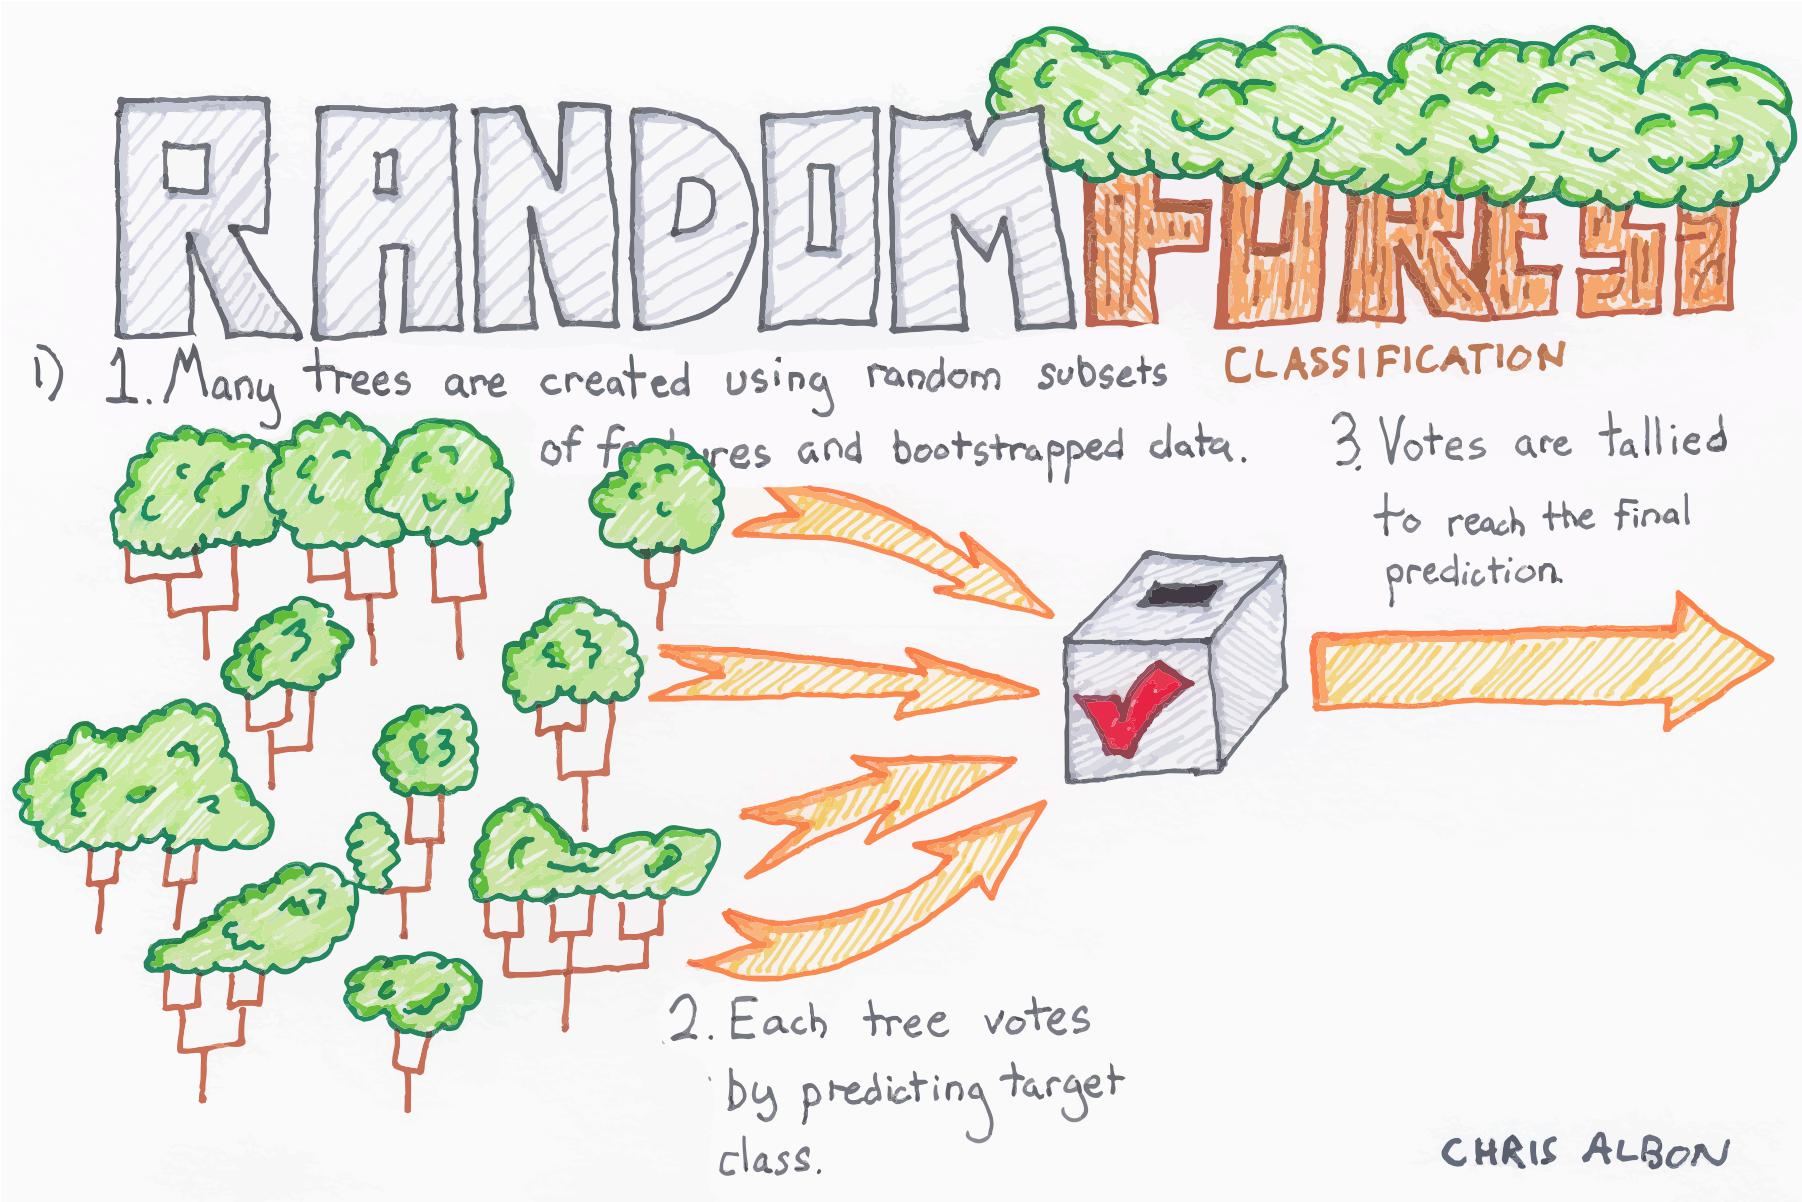 RANDOM FOREST
CLASSIFICATION
1) 1. Many trees are created using random subsets
of features and bootstrapped data.
3. Votes are tallied
to reach the final
prediction.
2. Each tree votes
by predicting target
class.
CHRIS ALBON